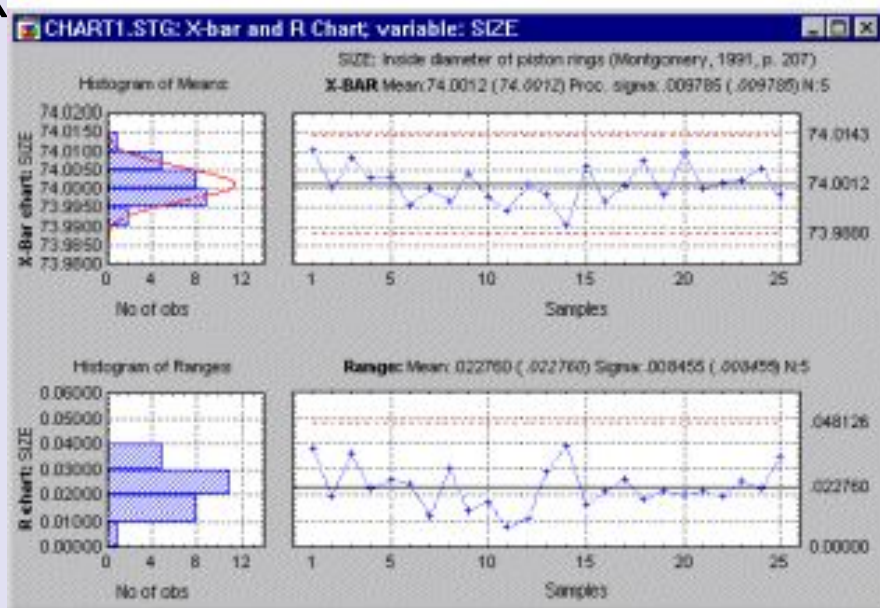 CHART1.STG: X-bar and R Chart; variable: SIZE
SIZE: Inside diameter of piston rings (Montgomery, 1991, p. 207)
Histogram of Means
X-BAR Mean:74.0012 (74.0012) Proc. sigma:.009785 (.009785) N:5
X-Bar chart: SIZE
74.0200
74.0150
74.0100
74.0050
74.0000
73.9950
73.9900
73.9850
73.9800
74.0143
74.0012
73.9880
0 4 8 12
1 5 10 15 20 25
No of obs
Samples
Histogram of Ranges
Range: Mean:.022760 (.022760) Sigma:.008455 (.008455) N:5
R chart: SIZE
0.06000
0.05000
0.04000
0.03000
0.02000
0.01000
0.00000
.048126
.022760
0.00000
0 4 8 12
1 5 10 15 20 25
No of obs
Samples